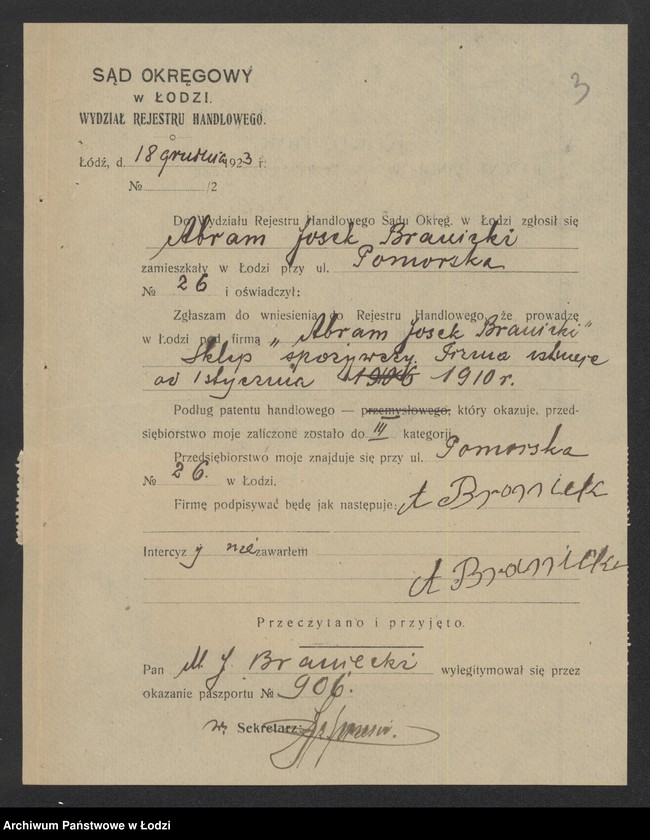 3
SĄD OKRĘGOWY
w ŁODZI.
WYDZIAŁ REJESTRU HANDLOWEGO.
Łódź, d. 18 grudnia 1923 r.
№ /2
Do Wydziału Rejestru Handlowego Sądu Okręg. w Łodzi zgłosił się
Abram Josek Branicki
zamieszkały w Łodzi przy ul. Pomorska
№ 26 i oświadczył:
Zgłaszam do wniesienia do Rejestru Handlowego, że prowadzę
w Łodzi pod firmą „Abram Josek Branicki"
Sklep spożywczy. Firma istnieje
od 1 stycznia 1906 1910 r.
Podług patentu handlowego — przemysłowego, który okazuje, przed-
siębiorstwo moje zaliczone zostało do III kategorji.
Przedsiębiorstwo moje znajduje się przy ul. Pomorska
№ 26. w Łodzi.
Firmę podpisywać będę jak następuje: A Braniek
Intercyzy nie zawarłem
A Branicki
Przeczytano i przyjęto.
Pan M. J. Braniecki wylegitymował się przez
okazanie paszportu № 906.
Sekretarz:
Archiwum Państwowe w Łodzi